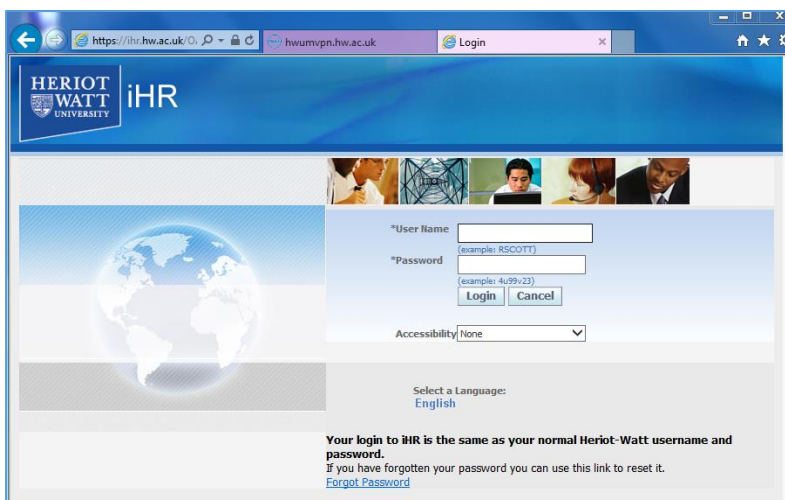 https://ihr.hw.ac.uk/O
hwumvpn.hw.ac.uk
Login
HERIOT
WATT
UNIVERSITY
iHR
*User Name
(example: RSCOTT)
*Password
(example: 4u99v23)
Login Cancel
Accessibility None
Select a Language:
English
Your login to iHR is the same as your normal Heriot-Watt username and
password.
If you have forgotten your password you can use this link to reset it.
Forgot Password